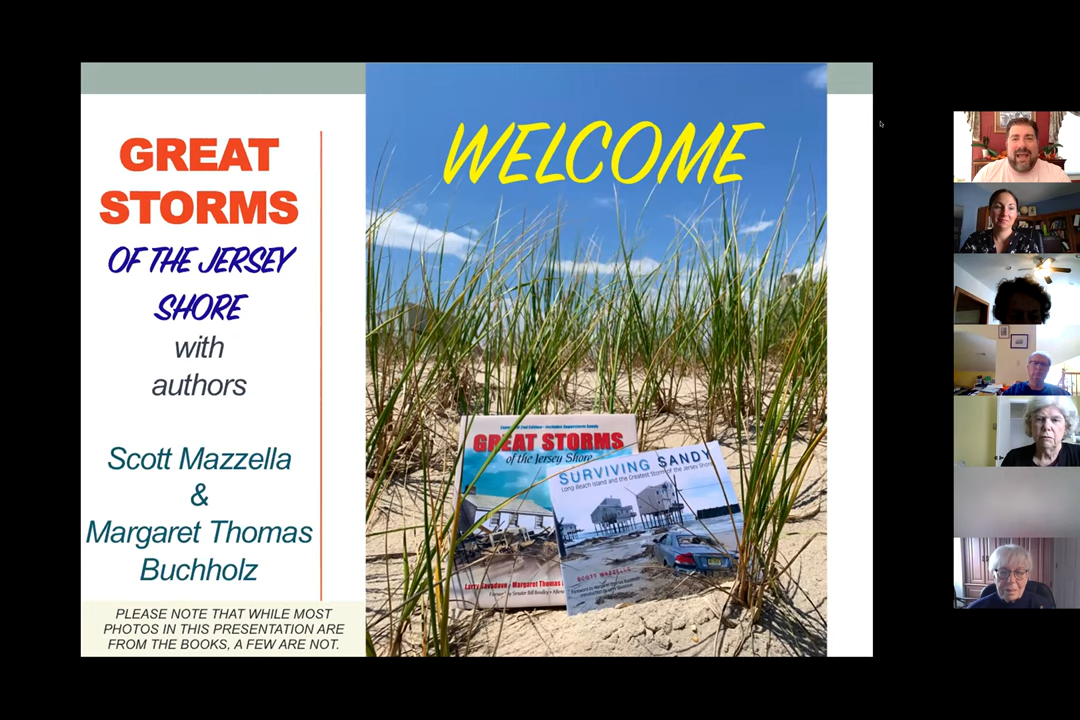 GREAT
STORMS
OF THE JERSEY
SHORE
with
authors
Scott Mazzella
&
Margaret Thomas
Buchholz
PLEASE NOTE THAT WHILE MOST
PHOTOS IN THIS PRESENTATION ARE
FROM THE BOOKS, A FEW ARE NOT.
WELCOME
GREAT STORMS
of the Jersey Shore
SURVIVING SANDY
Long Beach Island and the Greatest Storm of the Jersey Shore
Margaret Thomas
SCOTT MAZZELLA